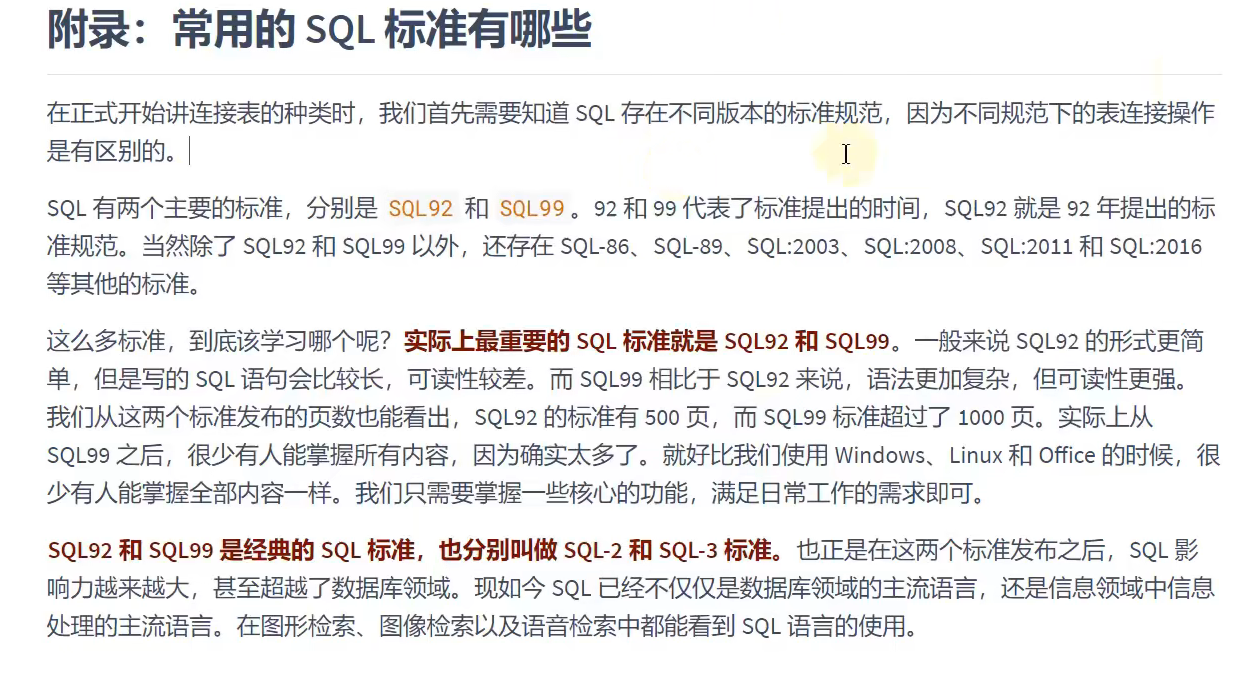 附录：常用的 SQL 标准有哪些
在正式开始讲连接表的种类时，我们首先需要知道 SQL 存在不同版本的标准规范，因为不同规范下的表连接操作
是有区别的。
SQL 有两个主要的标准，分别是 SQL92 和 SQL99 。92 和 99 代表了标准提出的时间，SQL92 就是 92 年提出的标
准规范。当然除了 SQL92 和 SQL99 以外，还存在 SQL-86、SQL-89、SQL:2003、SQL:2008、SQL:2011 和 SQL:2016
等其他的标准。
这么多标准，到底该学习哪个呢？实际上最重要的 SQL 标准就是 SQL92 和 SQL99。一般来说 SQL92 的形式更简
单，但是写的 SQL 语句会比较长，可读性较差。而 SQL99 相比于 SQL92 来说，语法更加复杂，但可读性更强。
我们从这两个标准发布的页数也能看出，SQL92 的标准有 500 页，而 SQL99 标准超过了 1000 页。实际上从
SQL99 之后，很少有人能掌握所有内容，因为确实太多了。就好比我们使用 Windows、Linux 和 Office 的时候，很
少有人能掌握全部内容一样。我们只需要掌握一些核心的功能，满足日常工作的需求即可。
SQL92 和 SQL99 是经典的 SQL 标准，也分别叫做 SQL-2 和 SQL-3 标准。也正是在这两个标准发布之后，SQL 影
响力越来越大，甚至超越了数据库领域。现如今 SQL 已经不仅仅是数据库领域的主流语言，还是信息领域中信息
处理的主流语言。在图形检索、图像检索以及语音检索中都能看到 SQL 语言的使用。